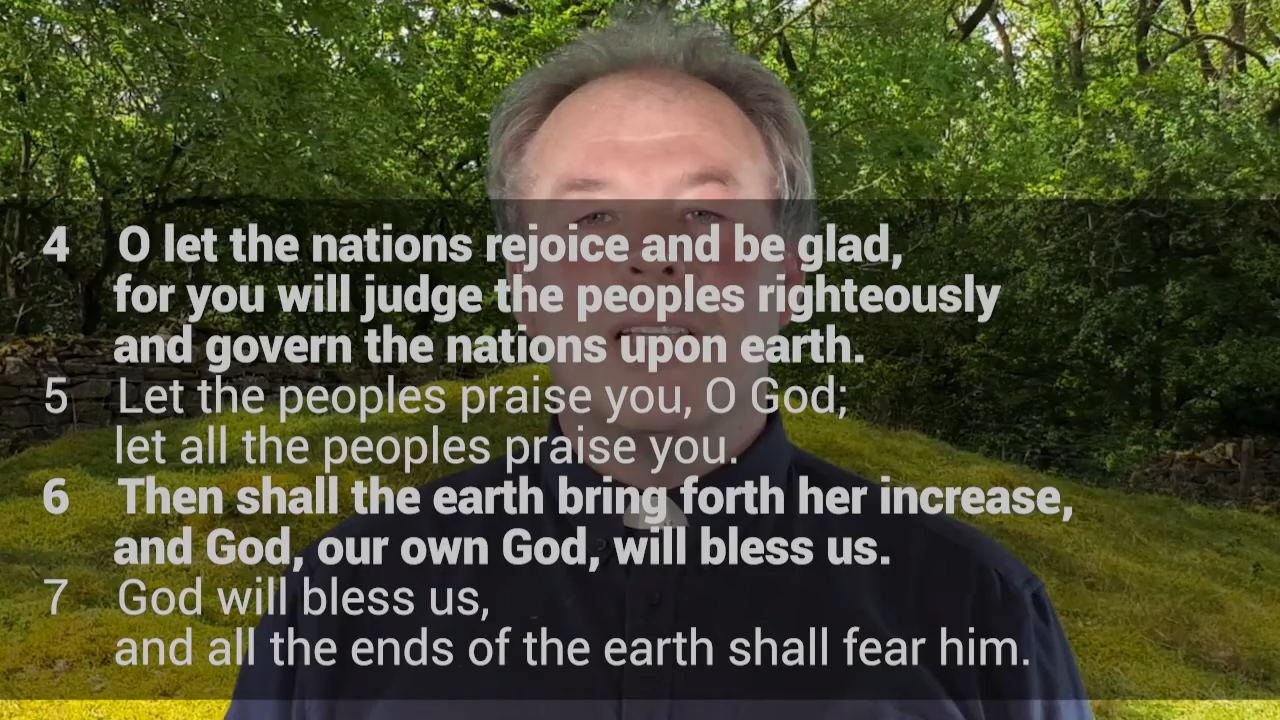 4 O let the nations rejoice and be glad,
for you will judge the peoples righteously
and govern the nations upon earth.
5 Let the peoples praise you, O God;
let all the peoples praise you.
6 Then shall the earth bring forth her increase,
and God, our own God, will bless us.
7 God will bless us,
and all the ends of the earth shall fear him.